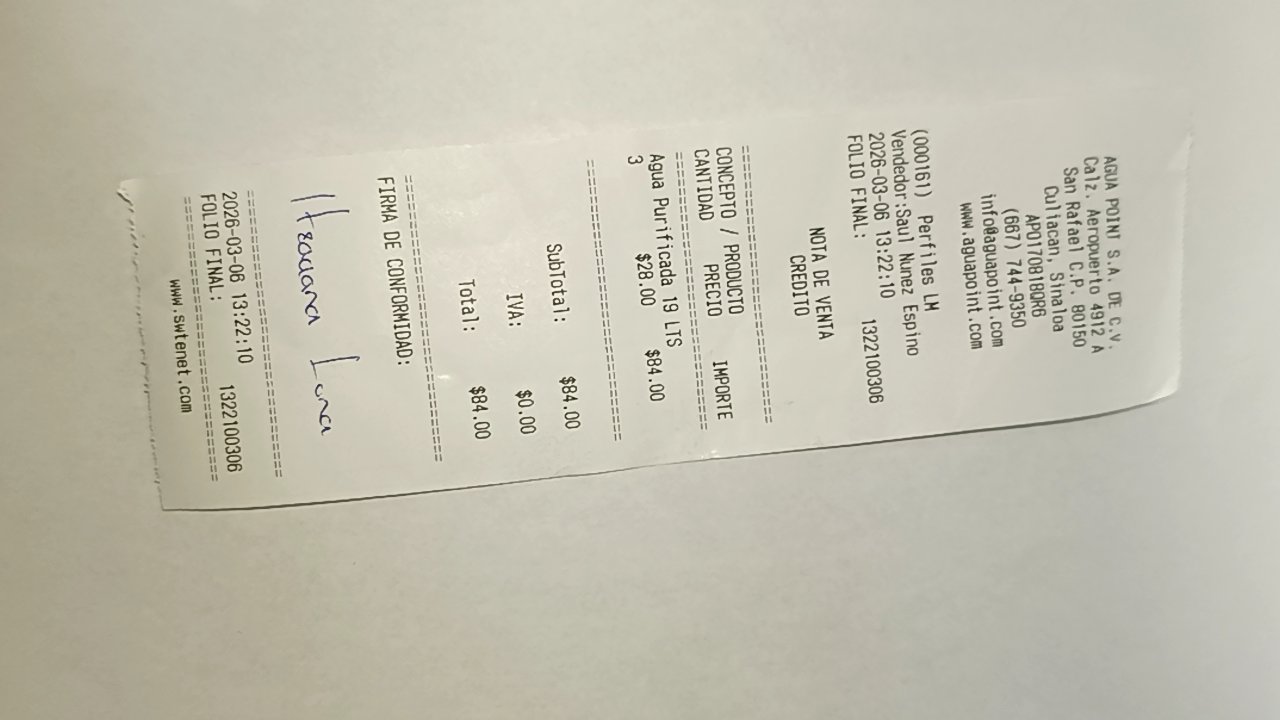 AGUA POINT S.A. DE C.V.
Calz. Aeropuerto 4912 A
San Rafael C.P. 80150
Culiacan, Sinaloa
APO170818QR6
(667) 744-9350
info@aguapoint.com
www.aguapoint.com
(000161) Perfiles LM
Vendedor:Saul Nunez Espino
2026-03-06 13:22:10
FOLIO FINAL: 1322100306
NOTA DE VENTA
CREDITO
==============================
CONCEPTO / PRODUCTO
CANTIDAD PRECIO IMPORTE
==============================
Agua Purificada 19 LTS
3 $28.00 $84.00
==============================
SubTotal: $84.00
IVA: $0.00
Total: $84.00
==============================
FIRMA DE CONFORMIDAD:
==============================
2026-03-06 13:22:10
FOLIO FINAL: 1322100306
==============================
www.swtenet.com